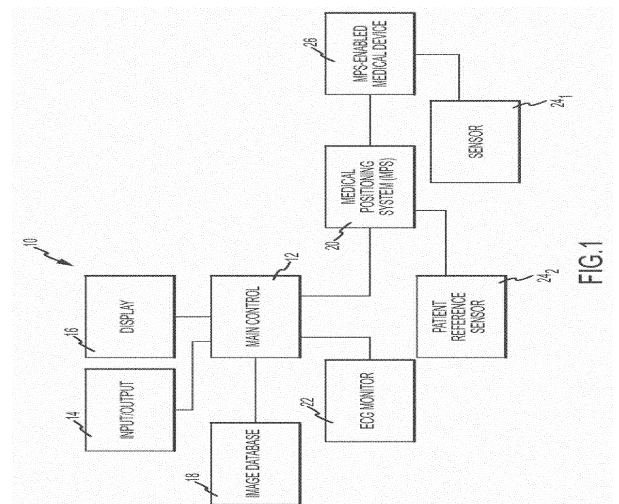 10
14
INPUT/OUTPUT
16
DISPLAY
18
IMAGE DATABASE
MAIN CONTROL
12
22
ECG MONITOR
20
MEDICAL
POSITIONING
SYSTEM (MPS)
26
MPS-ENABLED
MEDICAL DEVICE
PATIENT
REFERENCE
SENSOR
24₂
SENSOR
24₁
FIG.1